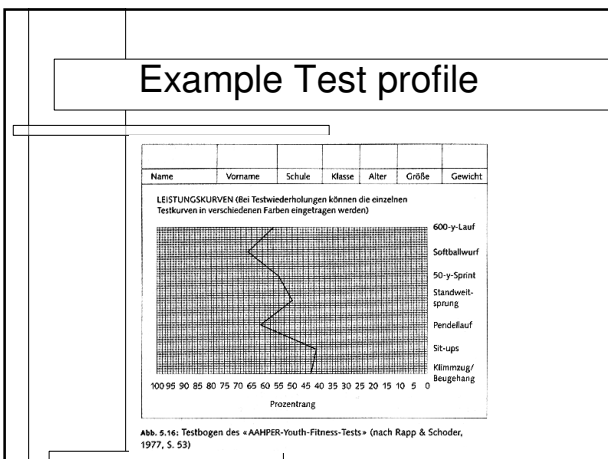 Example Test profile
Name Vorname Schule Klasse Alter Größe Gewicht
LEISTUNGSKURVEN (Bei Testwiederholungen können die einzelnen
Testkurven in verschiedenen Farben eingetragen werden)
600-y-Lauf
Softballwurf
50-y-Sprint
Standweit-
sprung
Pendellauf
Sit-ups
Klimmzug/
Beugehang
100 95 90 85 80 75 70 65 60 55 50 45 40 35 30 25 20 15 10 5 0
Prozentrang
Abb. 5.16: Testbogen des «AAHPER-Youth-Fitness-Tests» (nach Rapp & Schoder,
1977, S. 53)